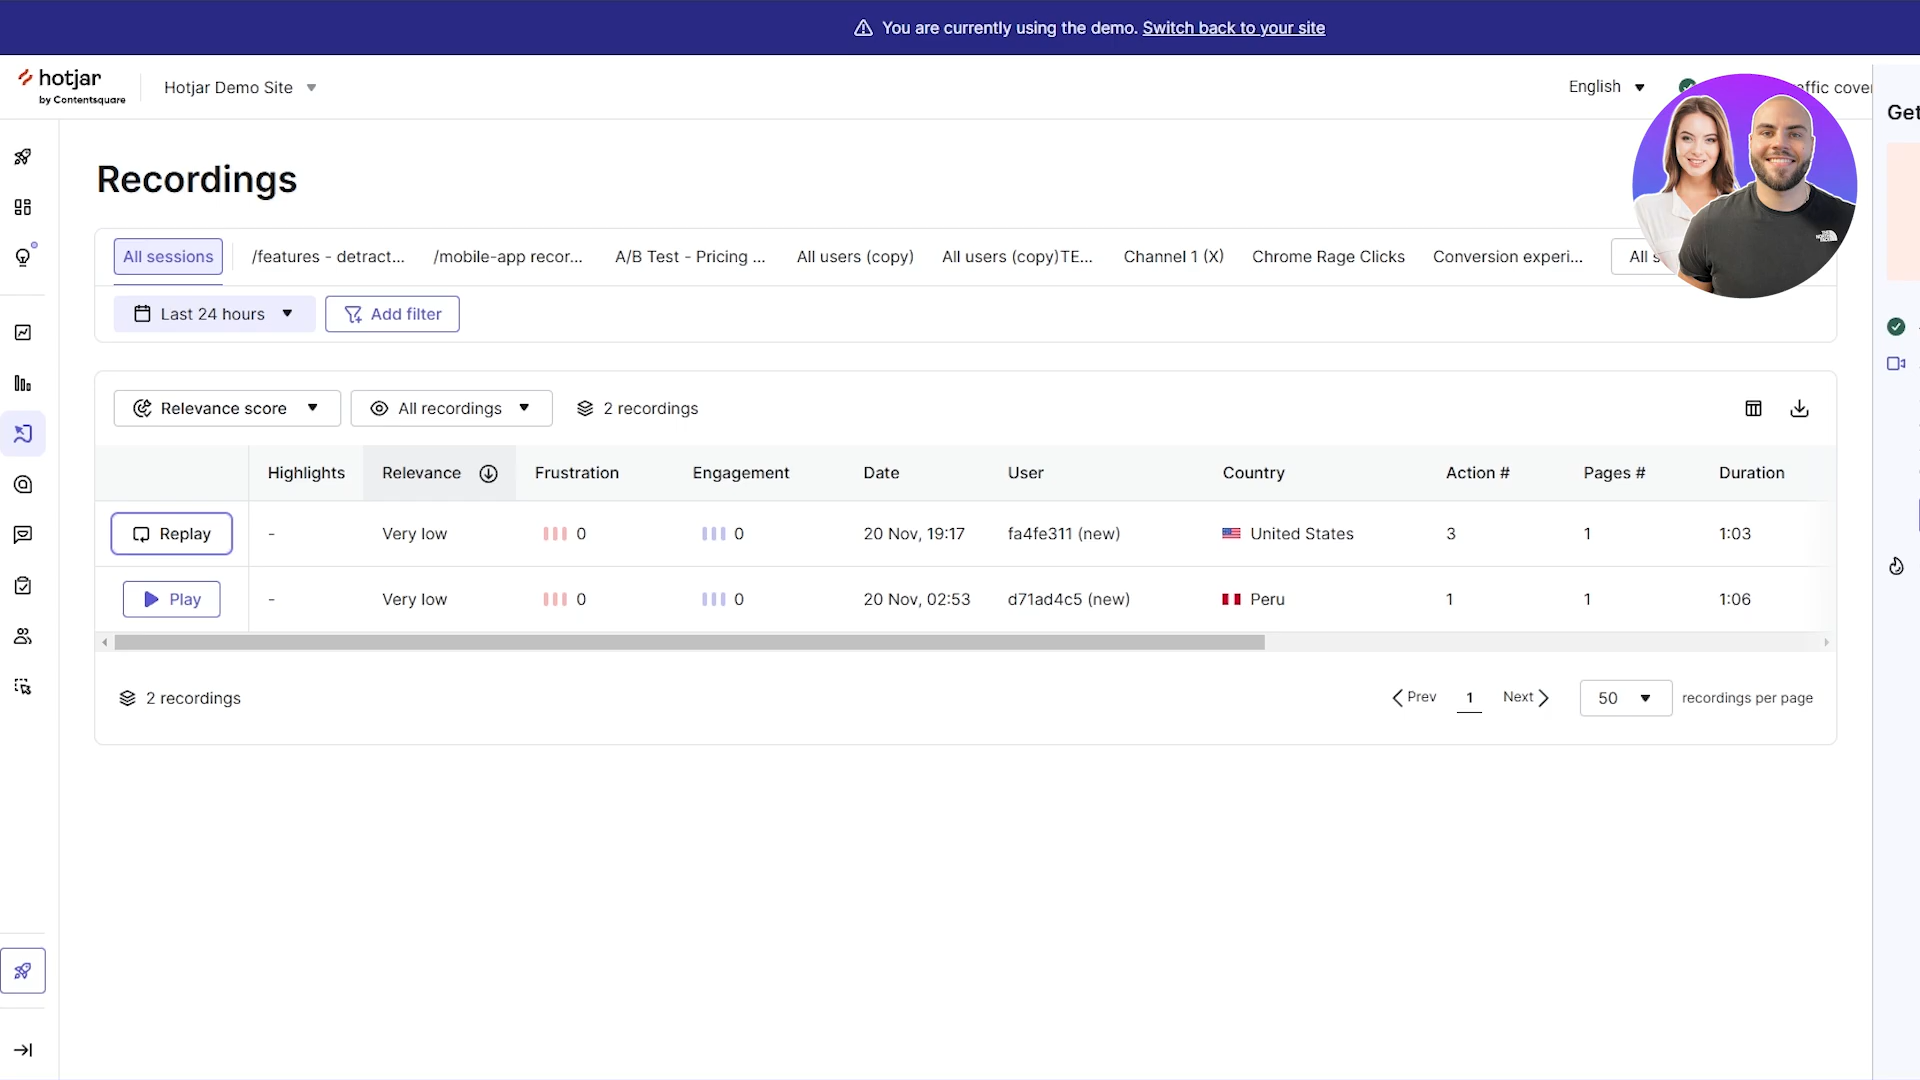 You are currently using the demo. Switch back to your site
hotjar
by Contentsquare
Hotjar Demo Site
English
Get
Recordings
All sessions /features - detract... /mobile-app recor... A/B Test - Pricing ... All users (copy) All users (copy)TE... Channel 1 (X) Chrome Rage Clicks Conversion experi... All
Last 24 hours Add filter
Relevance score All recordings 2 recordings
Highlights Relevance Frustration Engagement Date User Country Action # Pages # Duration
Replay - Very low 0 0 20 Nov, 19:17 fa4fe311 (new) United States 3 1 1:03
Play - Very low 0 0 20 Nov, 02:53 d71ad4c5 (new) Peru 1 1 1:06
2 recordings Prev 1 Next 50 recordings per page